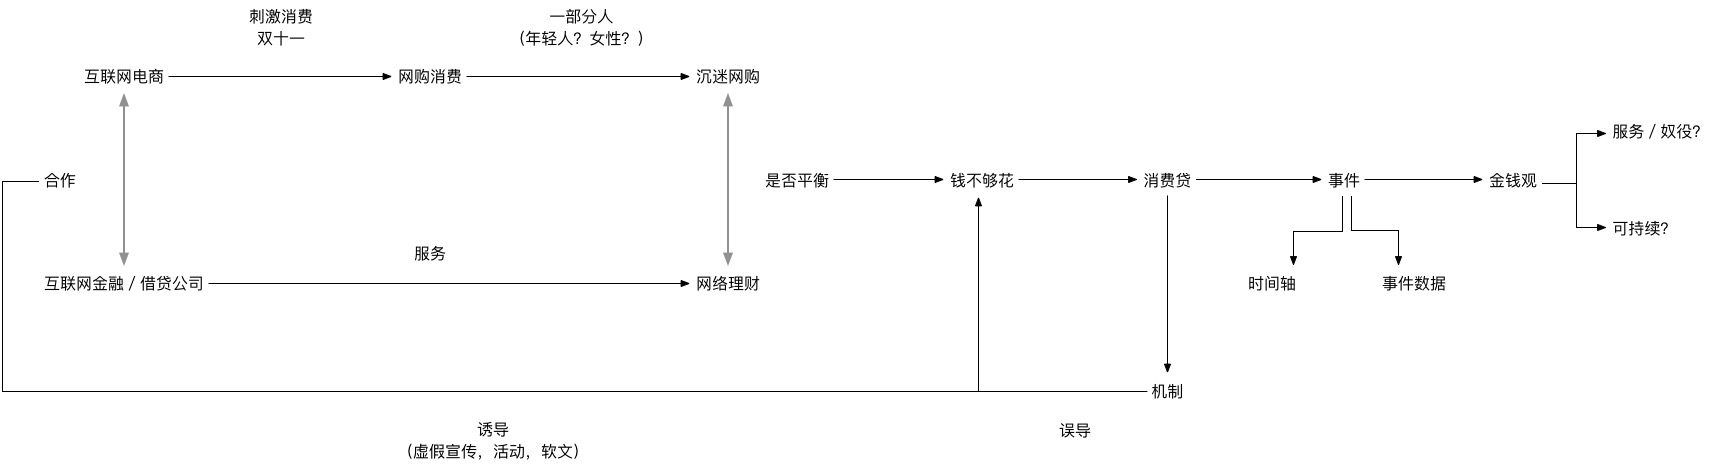 刺激消费
双十一
一部分人
（年轻人？女性？）
互联网电商
网购消费
沉迷网购
服务 / 奴役?
合作
是否平衡
钱不够花
消费贷
事件
金钱观
可持续?
服务
互联网金融 / 借贷公司
网络理财
时间轴
事件数据
机制
诱导
（虚假宣传，活动，软文）
误导